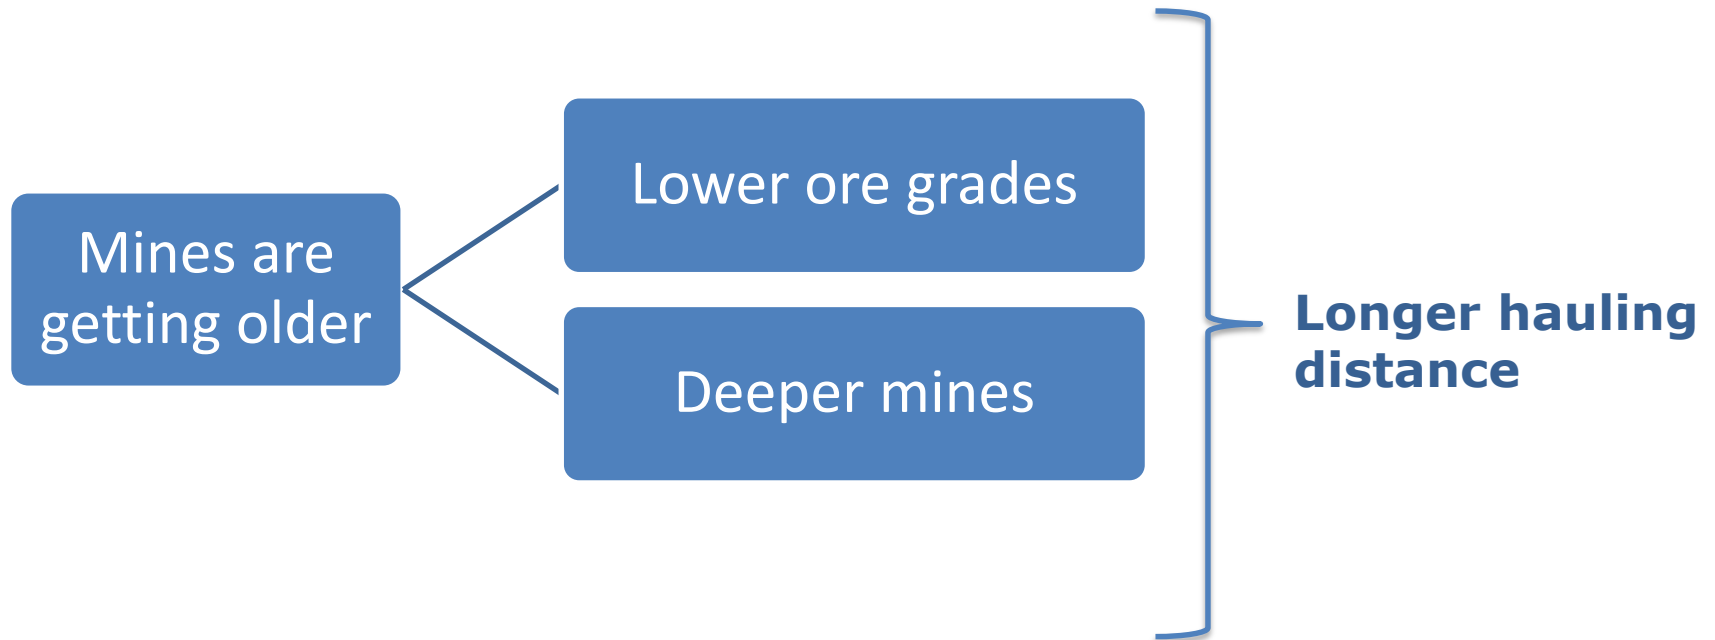 Mines are
getting older
Lower ore grades
Deeper mines
Longer hauling
distance